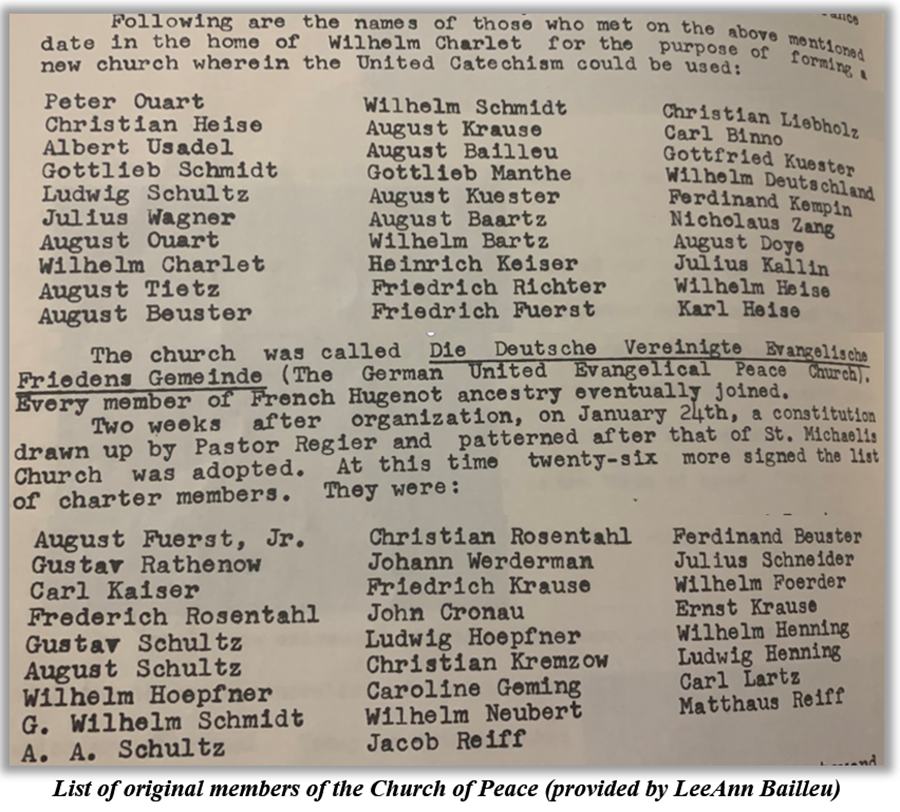 Following are the names of those who met on the above mentioned
date in the home of Wilhelm Charlet for the purpose of forming a
new church wherein the United Catechism could be used:
Peter Ouart
Christian Heise
Albert Usadel
Gottlieb Schmidt
Ludwig Schultz
Julius Wagner
August Ouart
Wilhelm Charlet
August Tietz
August Beuster
Wilhelm Schmidt
August Krause
August Bailleu
Gottlieb Manthe
August Kuester
August Baartz
Wilhelm Bartz
Heinrich Keiser
Friedrich Richter
Friedrich Fuerst
Christian Liebholz
Carl Binno
Gottfried Kuester
Wilhelm Deutschland
Ferdinand Kempin
Nicholaus Zang
August Doye
Julius Kallin
Wilhelm Heise
Karl Heise
The church was called Die Deutsche Vereinigte Evangelische
Friedens Gemeinde (The German United Evangelical Peace Church).
Every member of French Hugenot ancestry eventually joined.
Two weeks after organization, on January 24th, a constitution
drawn up by Pastor Regier and patterned after that of St. Michaelis
Church was adopted. At this time twenty-six more signed the list
of charter members. They were:
August Fuerst, Jr.
Gustav Rathenow
Carl Kaiser
Frederich Rosentahl
Gustav Schultz
August Schultz
Wilhelm Hoepfner
G. Wilhelm Schmidt
A. A. Schultz
Christian Rosentahl
Johann Werderman
Friedrich Krause
John Cronau
Ludwig Hoepfner
Christian Kremzow
Caroline Geming
Wilhelm Neubert
Jacob Reiff
Ferdinand Beuster
Julius Schneider
Wilhelm Foerder
Ernst Krause
Wilhelm Henning
Ludwig Henning
Carl Lartz
Matthaus Reiff
List of original members of the Church of Peace (provided by LeeAnn Bailleu)